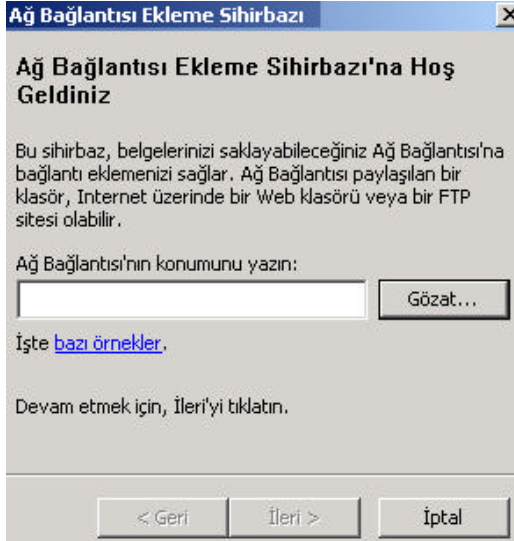 Ağ Bağlantısı Ekleme Sihirbazı
Ağ Bağlantısı Ekleme Sihirbazı'na Hoş
Geldiniz
Bu sihirbaz, belgelerinizi saklayabileceğiniz Ağ Bağlantısı'na
bağlantı eklemenizi sağlar. Ağ Bağlantısı paylaşılan bir
klasör, Internet üzerinde bir Web klasörü veya bir FTP
sitesi olabilir.
Ağ Bağlantısı'nın konumunu yazın:
Gözat...
İşte bazı örnekler.
Devam etmek için, İleri'yi tıklatın.
< Geri İleri > İptal